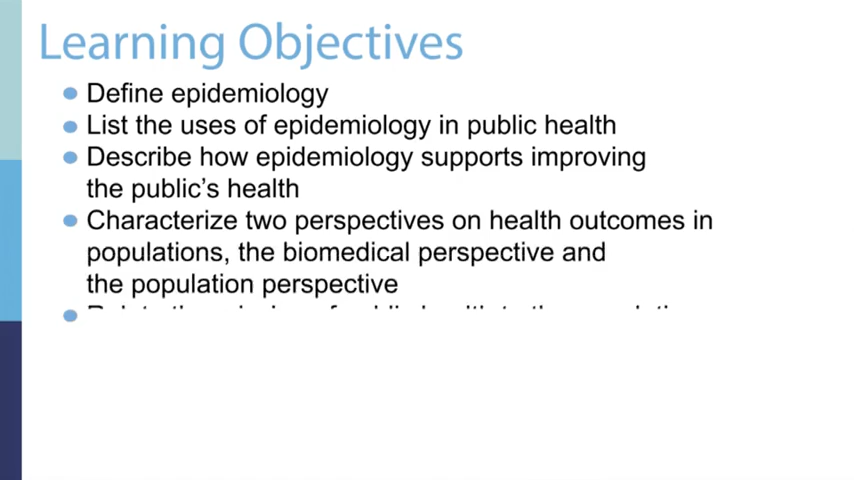 Learning Objectives
Define epidemiology
List the uses of epidemiology in public health
Describe how epidemiology supports improving
the public's health
Characterize two perspectives on health outcomes in
populations, the biomedical perspective and
the population perspective